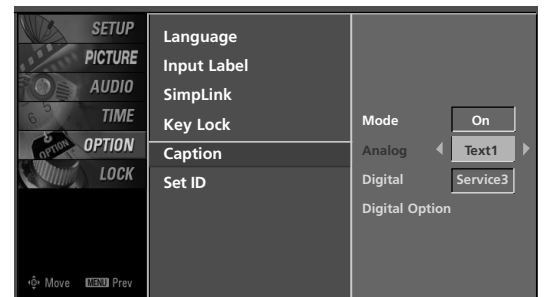 SETUP
PICTURE
AUDIO
TIME
OPTION
LOCK
Move MENU Prev
Language
Input Label
SimpLink
Key Lock
Caption
Set ID
Mode On
Analog Text1
Digital Service3
Digital Option